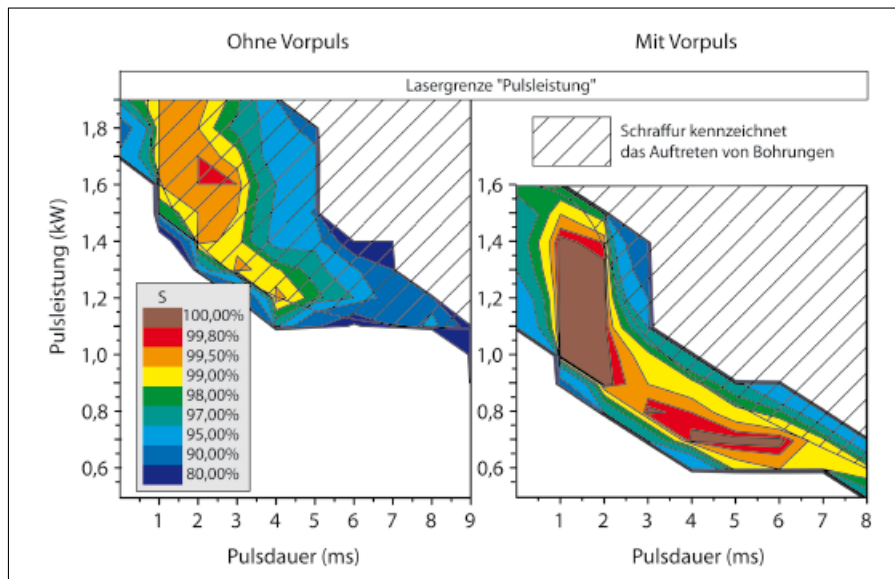 Ohne Vorpuls
Mit Vorpuls
Lasergrenze "Pulsleistung"
Schraffur kennzeichnet
das Auftreten von Bohrungen
Pulsleistung (kW)
1,8
1,6
1,4
1,2
1,0
0,8
0,6
S
100,00%
99,80%
99,50%
99,00%
98,00%
97,00%
95,00%
90,00%
80,00%
1 2 3 4 5 6 7 8 9
Pulsdauer (ms)
1,6
1,4
1,2
1,0
0,8
0,6
1 2 3 4 5 6 7 8
Pulsdauer (ms)